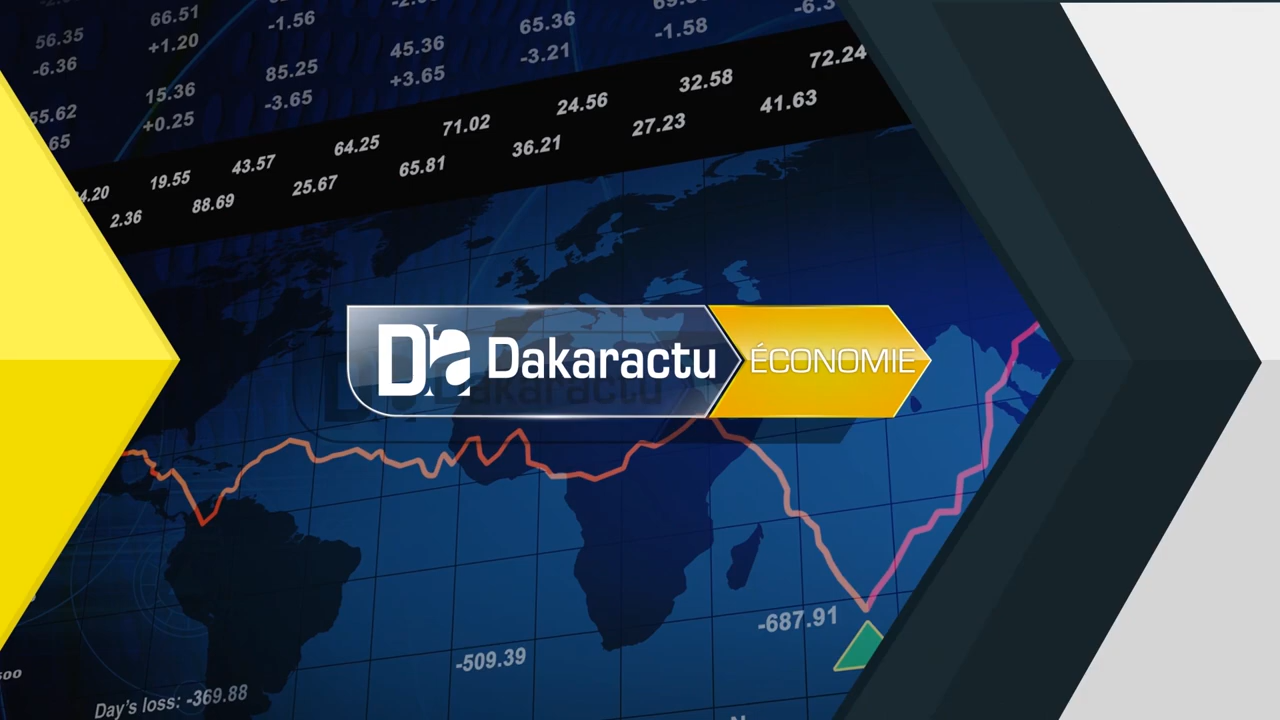 56.35 66.51 -1.56 65.36
-6.36 +1.20 45.36 -3.21 -1.58
15.36 85.25 +3.65
+0.25 -3.65
19.55 43.57 64.25 71.02 24.56 32.58 72.24
2.36 88.69 25.67 65.81 36.21 27.23 41.63
Da Dakaractu ÉCONOMIE
-687.91
-509.39
Day's loss: -369.88